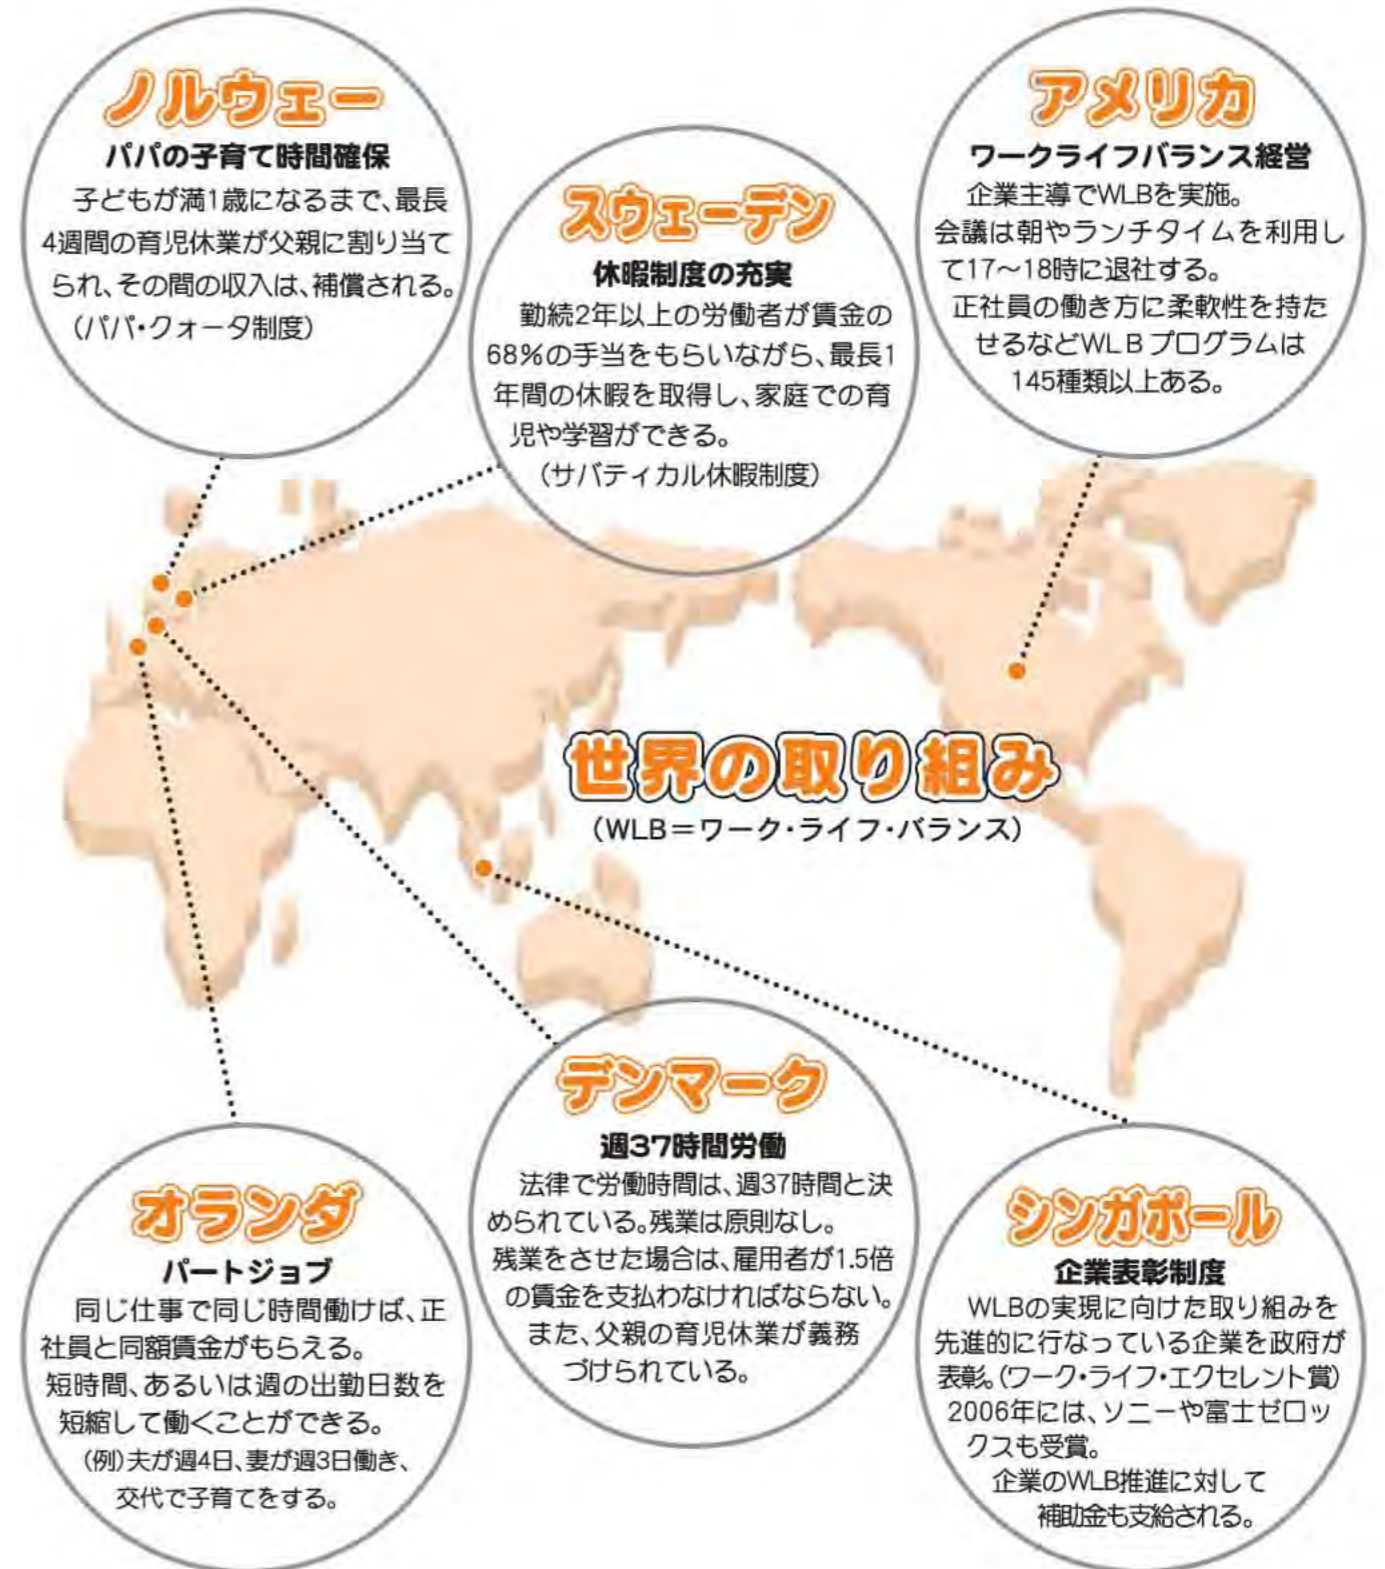 ノルウェー
パパの子育て時間確保
子どもが満1歳になるまで、最長
4週間の育児休業が父親に割り当て
られ、その間の収入は、補償される。
(パパ・クォータ制度)
スウェーデン
休暇制度の充実
勤続2年以上の労働者が賃金の
68%の手当をもらいながら、最長1
年間の休暇を取得し、家庭での育
児や学習ができる。
(サバティカル休暇制度)
アメリカ
ワークライフバランス経営
企業主導でWLBを実施。
会議は朝やランチタイムを利用し
て17～18時に退社する。
正社員の働き方に柔軟性を持た
せるなどWLBプログラムは
145種類以上ある。
世界の取り組み
(WLB=ワーク・ライフ・バランス)
オランダ
パートジョブ
同じ仕事で同じ時間働けば、正
社員と同額賃金がもらえる。
短時間、あるいは週の出勤日数を
短縮して働くことができる。
(例)夫が週4日、妻が週3日働き、
交代で子育てをする。
デンマーク
週37時間労働
法律で労働時間は、週37時間と決
められている。残業は原則なし。
残業をさせた場合は、雇用者が1.5倍
の賃金を支払わなければならない。
また、父親の育児休業が義務
づけられている。
シンガポール
企業表彰制度
WLBの実現に向けた取り組みを
先進的に行なっている企業を政府が
表彰。(ワーク・ライフ・エクセレント賞)
2006年には、ソニーや富士ゼロッ
クスも受賞。
企業のWLB推進に対して
補助金も支給される。